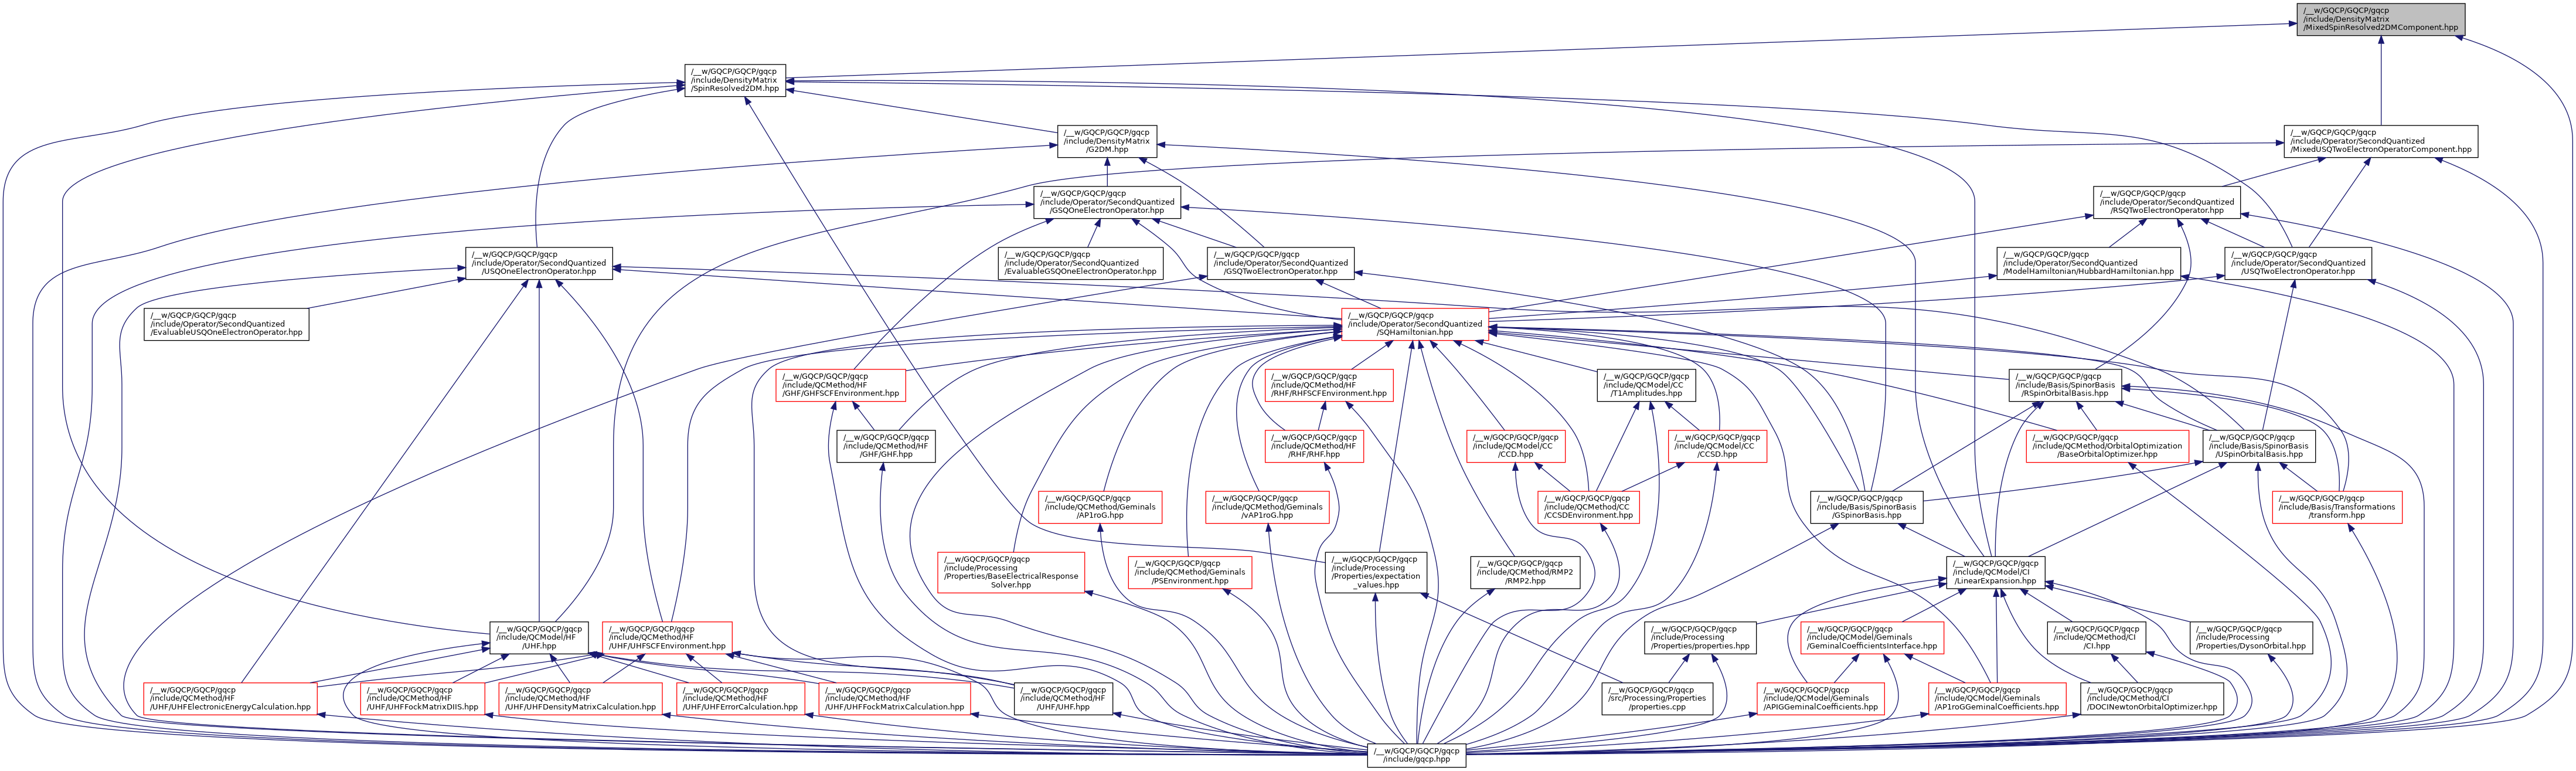 /__w/GQCP/GQCP/gqcp
/include/DensityMatrix
/MixedSpinResolved2DMComponent.hpp
/__w/GQCP/GQCP/gqcp
/include/DensityMatrix
/SpinResolved2DM.hpp
/__w/GQCP/GQCP/gqcp
/include/DensityMatrix
/G2DM.hpp
/__w/GQCP/GQCP/gqcp
/include/Operator/SecondQuantized
/MixedUSQTwoElectronOperatorComponent.hpp
/__w/GQCP/GQCP/gqcp
/include/Operator/SecondQuantized
/GSQOneElectronOperator.hpp
/__w/GQCP/GQCP/gqcp
/include/Operator/SecondQuantized
/RSQTwoElectronOperator.hpp
/__w/GQCP/GQCP/gqcp
/include/Operator/SecondQuantized
/USQOneElectronOperator.hpp
/__w/GQCP/GQCP/gqcp
/include/Operator/SecondQuantized
/EvaluableGSQOneElectronOperator.hpp
/__w/GQCP/GQCP/gqcp
/include/Operator/SecondQuantized
/GSQTwoElectronOperator.hpp
/__w/GQCP/GQCP/gqcp
/include/Operator/SecondQuantized
/ModelHamiltonian/HubbardHamiltonian.hpp
/__w/GQCP/GQCP/gqcp
/include/Operator/SecondQuantized
/USQTwoElectronOperator.hpp
/__w/GQCP/GQCP/gqcp
/include/Operator/SecondQuantized
/EvaluableUSQOneElectronOperator.hpp
/__w/GQCP/GQCP/gqcp
/include/Operator/SecondQuantized
/SQHamiltonian.hpp
/__w/GQCP/GQCP/gqcp
/include/QCMethod/HF
/GHF/GHFSCFEnvironment.hpp
/__w/GQCP/GQCP/gqcp
/include/QCMethod/HF
/RHF/RHFSCFEnvironment.hpp
/__w/GQCP/GQCP/gqcp
/include/QCModel/CC
/T1Amplitudes.hpp
/__w/GQCP/GQCP/gqcp
/include/Basis/SpinorBasis
/RSpinOrbitalBasis.hpp
/__w/GQCP/GQCP/gqcp
/include/QCMethod/HF
/GHF/GHF.hpp
/__w/GQCP/GQCP/gqcp
/include/QCMethod/HF
/RHF/RHF.hpp
/__w/GQCP/GQCP/gqcp
/include/QCModel/CC
/CCD.hpp
/__w/GQCP/GQCP/gqcp
/include/QCModel/CC
/CCSD.hpp
/__w/GQCP/GQCP/gqcp
/include/QCMethod/OrbitalOptimization
/BaseOrbitalOptimizer.hpp
/__w/GQCP/GQCP/gqcp
/include/Basis/SpinorBasis
/USpinOrbitalBasis.hpp
/__w/GQCP/GQCP/gqcp
/include/QCMethod/Geminals
/AP1roG.hpp
/__w/GQCP/GQCP/gqcp
/include/QCMethod/Geminals
/vAP1roG.hpp
/__w/GQCP/GQCP/gqcp
/include/QCMethod/CC
/CCSDEnvironment.hpp
/__w/GQCP/GQCP/gqcp
/include/Basis/SpinorBasis
/GSpinorBasis.hpp
/__w/GQCP/GQCP/gqcp
/include/Basis/Transformations
/transform.hpp
/__w/GQCP/GQCP/gqcp
/include/Processing
/Properties/BaseElectricalResponse
Solver.hpp
/__w/GQCP/GQCP/gqcp
/include/QCMethod/Geminals
/PSEnvironment.hpp
/__w/GQCP/GQCP/gqcp
/include/Processing
/Properties/expectation
_values.hpp
/__w/GQCP/GQCP/gqcp
/include/QCMethod/RMP2
/RMP2.hpp
/__w/GQCP/GQCP/gqcp
/include/QCModel/CI
/LinearExpansion.hpp
/__w/GQCP/GQCP/gqcp
/include/QCModel/HF
/UHF.hpp
/__w/GQCP/GQCP/gqcp
/include/QCMethod/HF
/UHF/UHFSCFEnvironment.hpp
/__w/GQCP/GQCP/gqcp
/include/Processing
/Properties/properties.hpp
/__w/GQCP/GQCP/gqcp
/include/QCModel/Geminals
/GeminalCoefficientsInterface.hpp
/__w/GQCP/GQCP/gqcp
/include/QCMethod/CI
/CI.hpp
/__w/GQCP/GQCP/gqcp
/include/Processing
/Properties/DysonOrbital.hpp
/__w/GQCP/GQCP/gqcp
/include/QCMethod/HF
/UHF/UHFElectronicEnergyCalculation.hpp
/__w/GQCP/GQCP/gqcp
/include/QCMethod/HF
/UHF/UHFFockMatrixDIIS.hpp
/__w/GQCP/GQCP/gqcp
/include/QCMethod/HF
/UHF/UHFDensityMatrixCalculation.hpp
/__w/GQCP/GQCP/gqcp
/include/QCMethod/HF
/UHF/UHFErrorCalculation.hpp
/__w/GQCP/GQCP/gqcp
/include/QCMethod/HF
/UHF/UHFFockMatrixCalculation.hpp
/__w/GQCP/GQCP/gqcp
/include/QCMethod/HF
/UHF/UHF.hpp
/__w/GQCP/GQCP/gqcp
/src/Processing/Properties
/properties.cpp
/__w/GQCP/GQCP/gqcp
/include/QCModel/Geminals
/APIGGeminalCoefficients.hpp
/__w/GQCP/GQCP/gqcp
/include/QCModel/Geminals
/AP1roGGeminalCoefficients.hpp
/__w/GQCP/GQCP/gqcp
/include/QCMethod/CI
/DOCINewtonOrbitalOptimizer.hpp
/__w/GQCP/GQCP/gqcp
/include/gqcp.hpp